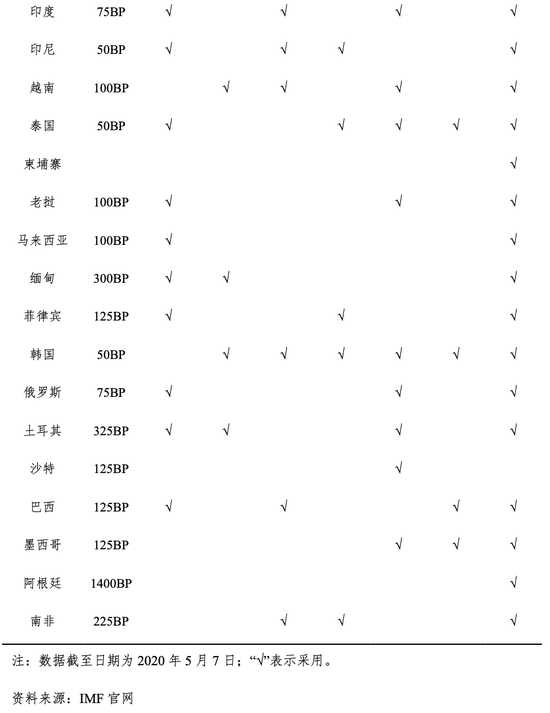 印度 75BP √ √ √ √
印尼 50BP √ √ √ √
越南 100BP √ √ √ √
泰国 50BP √ √ √ √ √
柬埔寨 √
老挝 100BP √ √ √
马来西亚 100BP √ √
缅甸 300BP √ √ √
菲律宾 125BP √ √ √
韩国 50BP √ √ √ √ √ √
俄罗斯 75BP √ √ √
土耳其 325BP √ √ √ √
沙特 125BP √
巴西 125BP √ √ √ √
墨西哥 125BP √ √ √
阿根廷 1400BP √
南非 225BP √ √ √
注：数据截至日期为 2020 年 5 月 7 日；“√”表示采用。
资料来源：IMF 官网